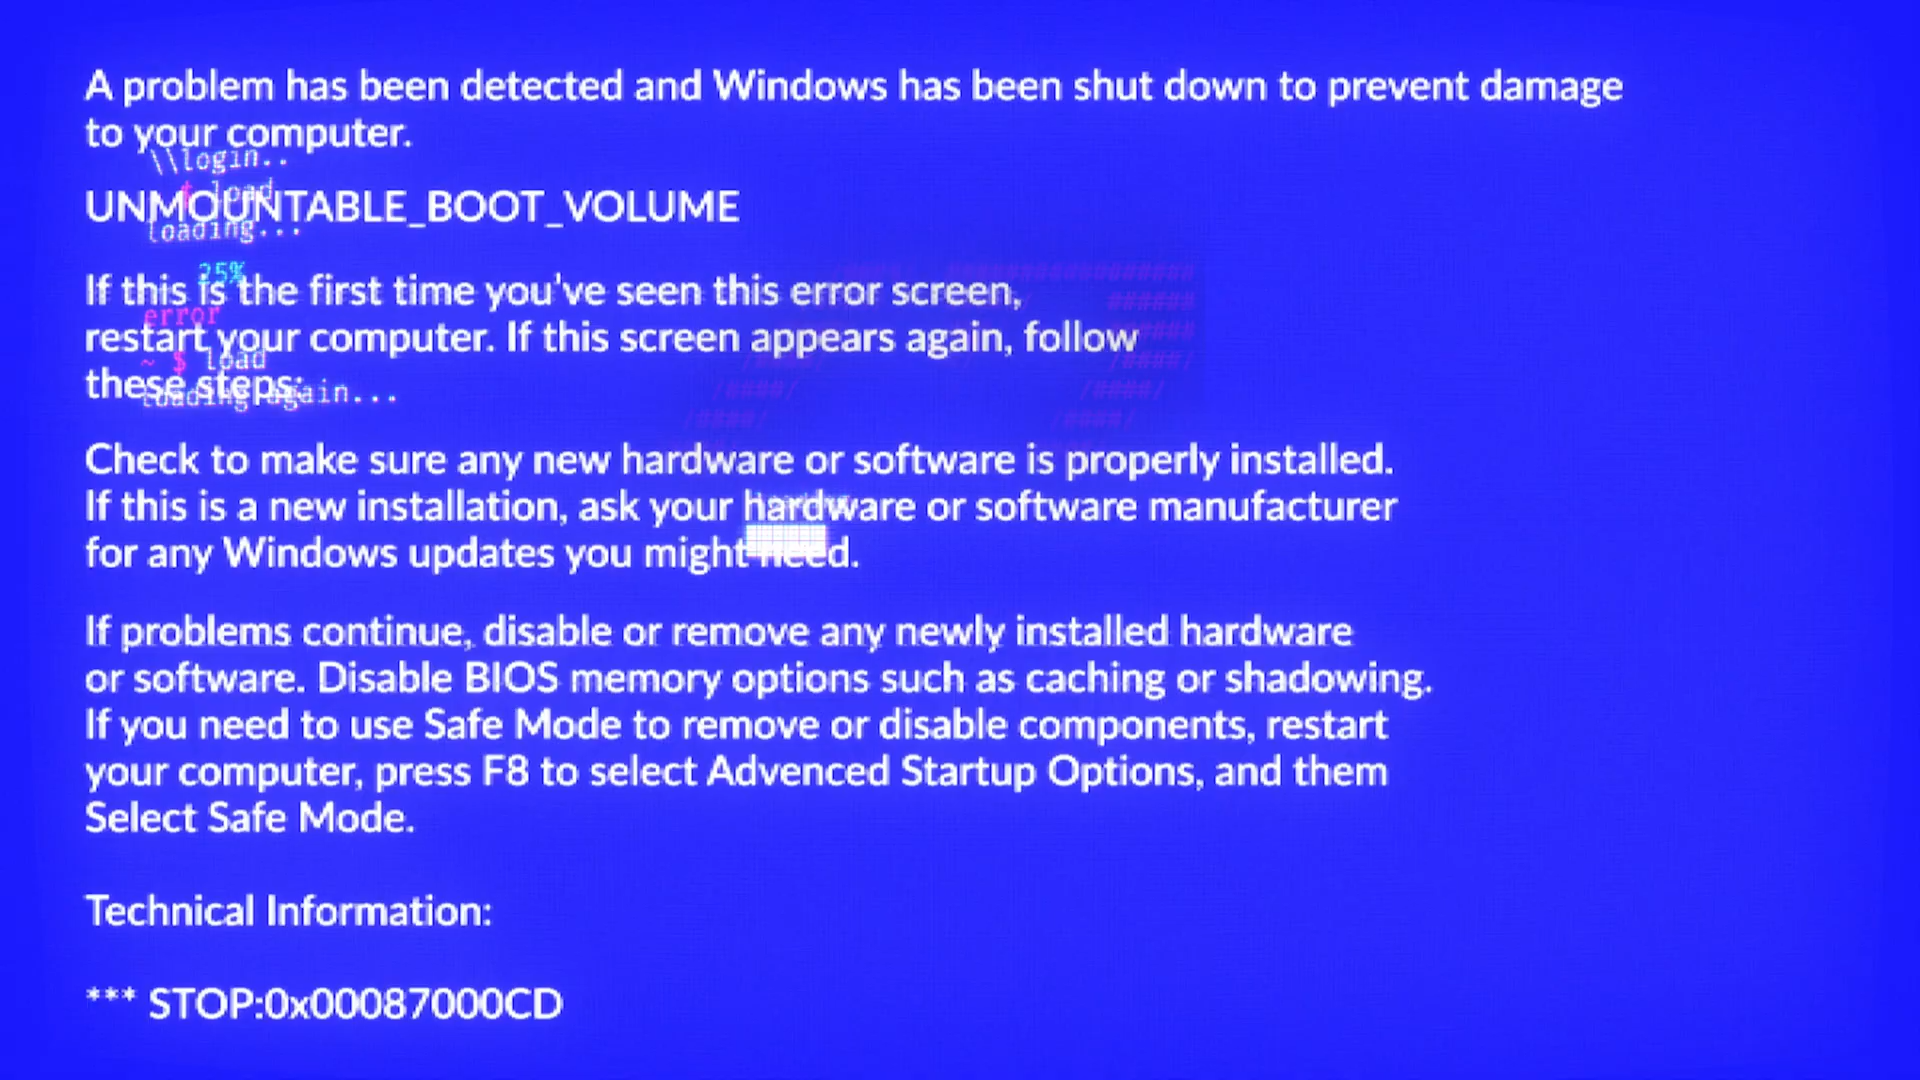 A problem has been detected and Windows has been shut down to prevent damage
to your computer.
\\login..
load
UNMOUNTABLE_BOOT_VOLUME
loading...
25%
If this is the first time you've seen this error screen,
error
restart your computer. If this screen appears again, follow
~ $ load
these steps:
loading again...
Check to make sure any new hardware or software is properly installed.
If this is a new installation, ask your hardware or software manufacturer
for any Windows updates you might need.
If problems continue, disable or remove any newly installed hardware
or software. Disable BIOS memory options such as caching or shadowing.
If you need to use Safe Mode to remove or disable components, restart
your computer, press F8 to select Advenced Startup Options, and them
Select Safe Mode.
Technical Information:
*** STOP:0x00087000CD